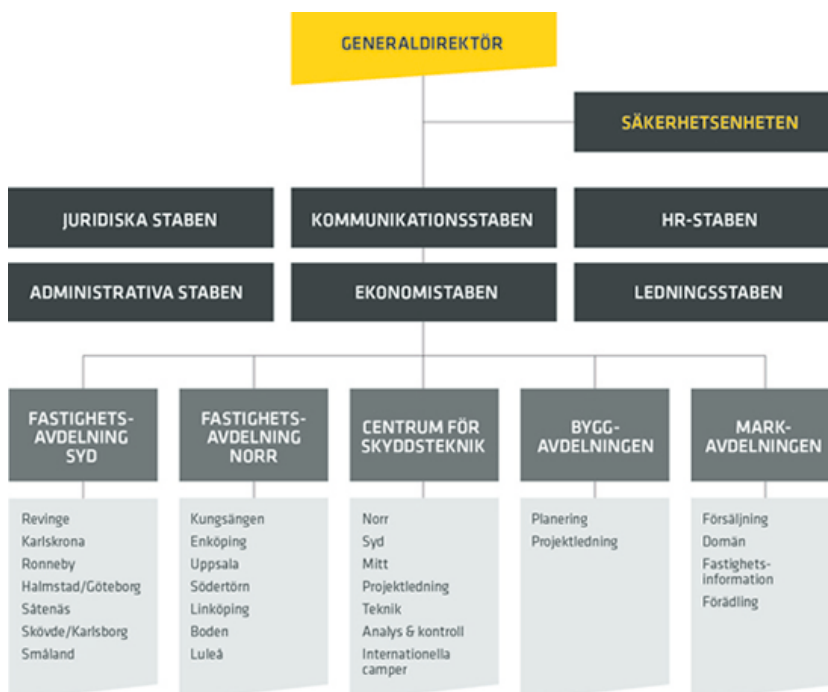 GENERALDIREKTÖR
SÄKERHETSENHETEN
JURIDISKA STABEN
KOMMUNIKATIONSSTABEN
HR-STABEN
ADMINISTRATIVA STABEN
EKONOMISTABEN
LEDNINGSSTABEN
FASTIGHETS-
AVDELNING
SYD
FASTIGHETS-
AVDELNING
NORR
CENTRUM FÖR
SKYDDSTEKNIK
BYGG-
AVDELNINGEN
MARK-
AVDELNINGEN
Revinge
Karlskrona
Ronneby
Halmstad/Göteborg
Såtenäs
Skövde/Karlsborg
Småland
Kungsängen
Enköping
Uppsala
Södertörn
Linköping
Boden
Luleå
Norr
Syd
Mitt
Projektledning
Teknik
Analys & kontroll
Internationella
camper
Planering
Projektledning
Försäljning
Domän
Fastighets-
information
Förädling